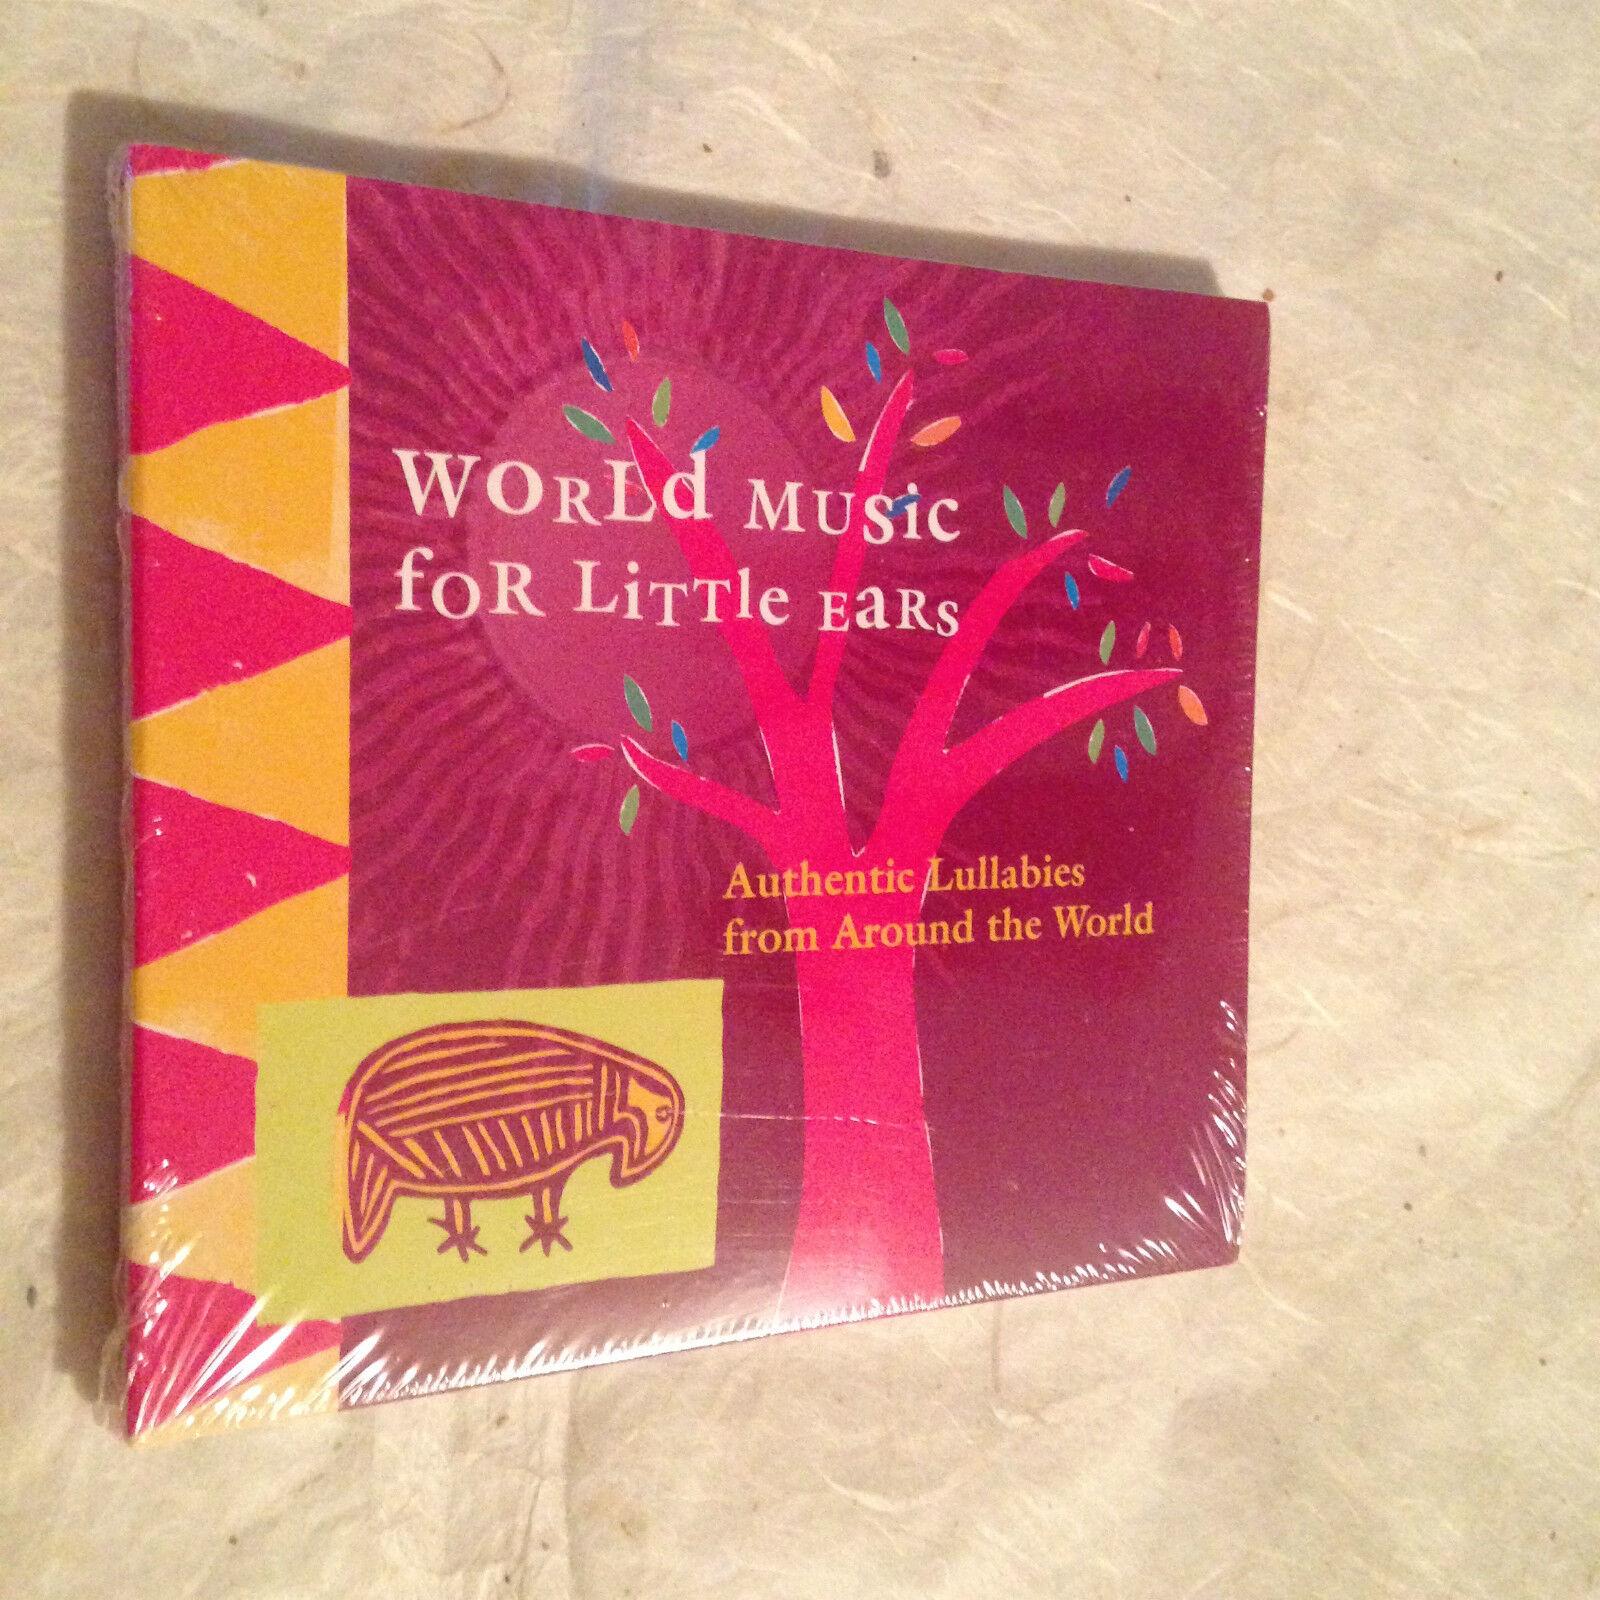 WORLd MUSic
foR LiTTle EaRs
Authentic Lullabies
from Around the World